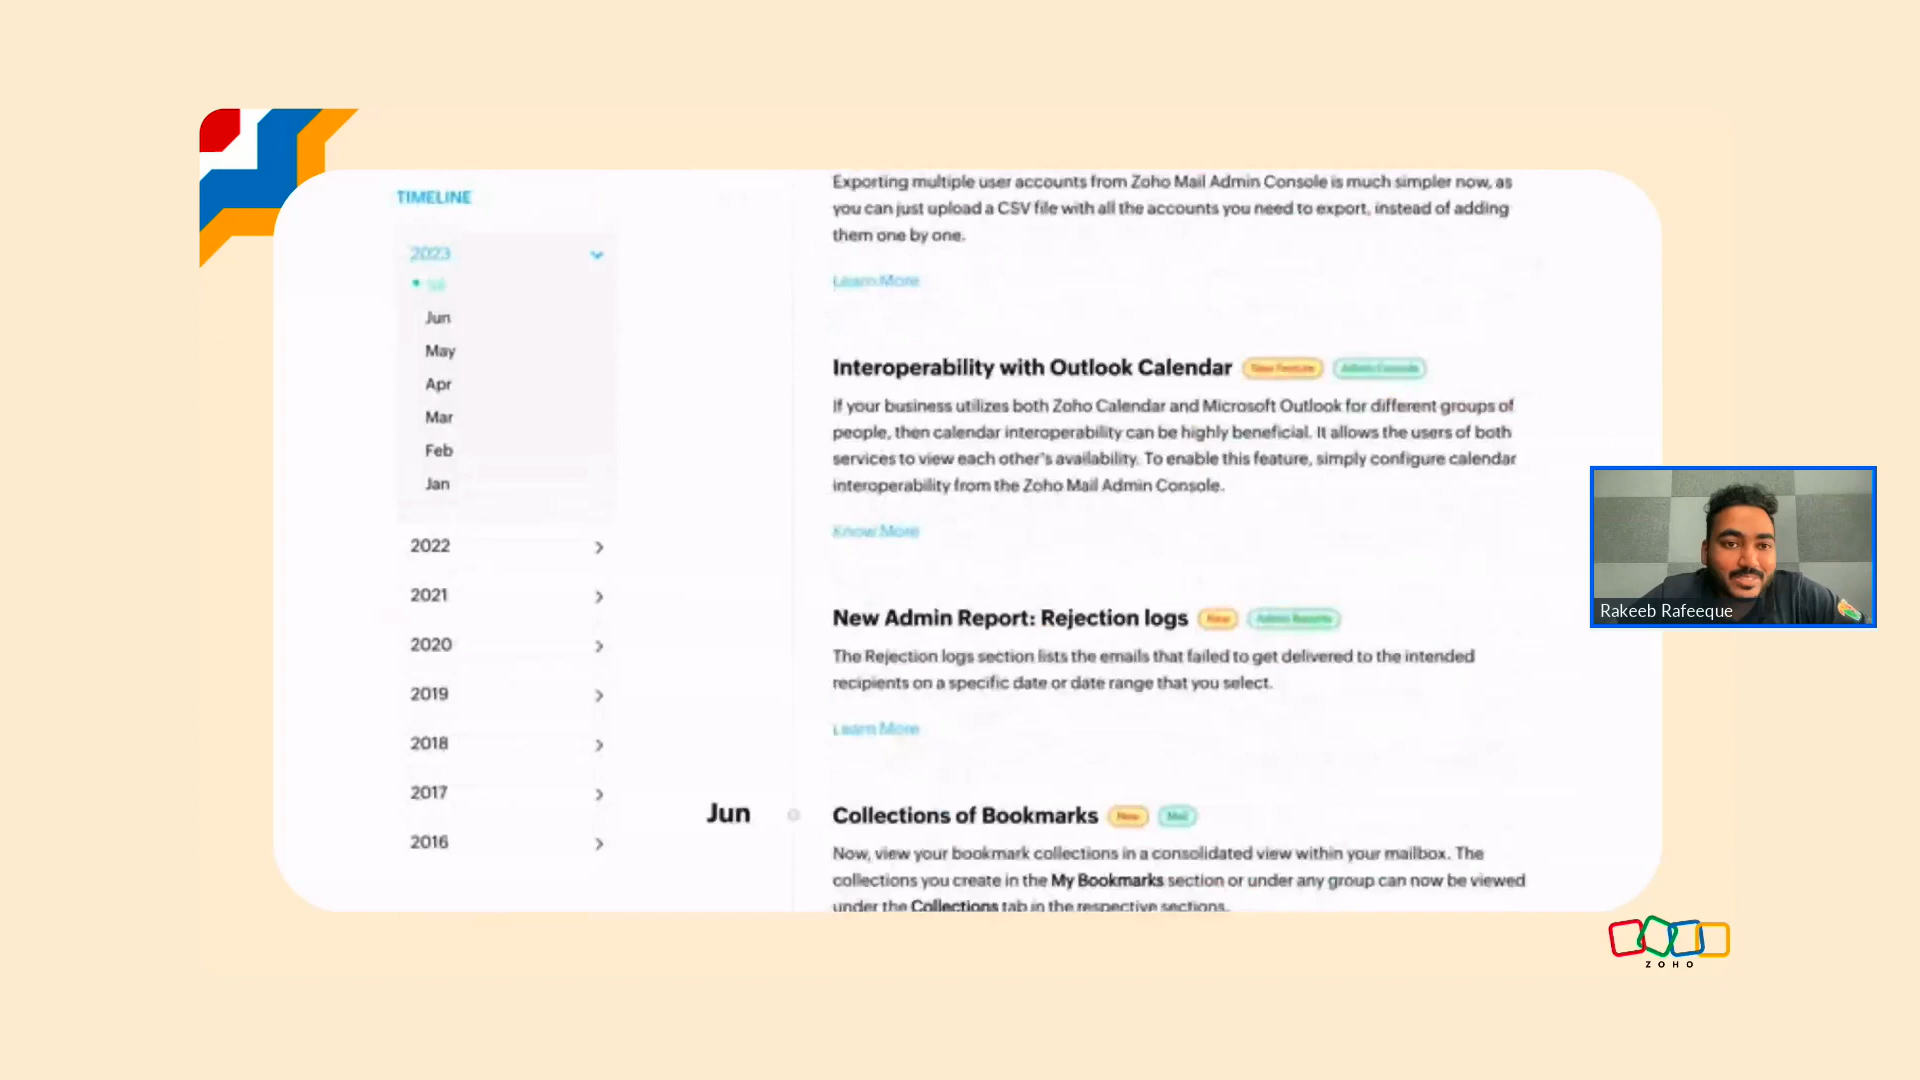 TIMELINE
2023
Jun
May
Apr
Mar
Feb
Jan
2022
2021
2020
2019
2018
2017
2016
Exporting multiple user accounts from Zoho Mail Admin Console is much simpler now, as
you can just upload a CSV file with all the accounts you need to export, instead of adding
them one by one.
Learn More
Interoperability with Outlook Calendar New Feature Admin Console
If your business utilizes both Zoho Calendar and Microsoft Outlook for different groups of
people, then calendar interoperability can be highly beneficial. It allows the users of both
services to view each other's availability. To enable this feature, simply configure calendar
interoperability from the Zoho Mail Admin Console.
Know More
New Admin Report: Rejection logs New Admin Reports
The Rejection logs section lists the emails that failed to get delivered to the intended
recipients on a specific date or date range that you select.
Learn More
Jun
Collections of Bookmarks New Mail
Now, view your bookmark collections in a consolidated view within your mailbox. The
collections you create in the My Bookmarks section or under any group can now be viewed
under the Collections tab in the respective sections.
Rakeeb Rafeeque
ZOHO